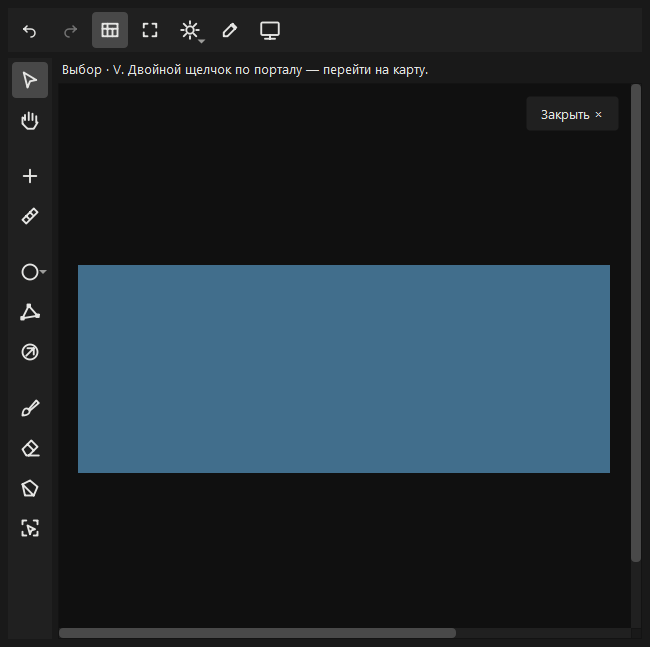 Выбор · V. Двойной щелчок по порталу — перейти на карту.
Закрыть ×